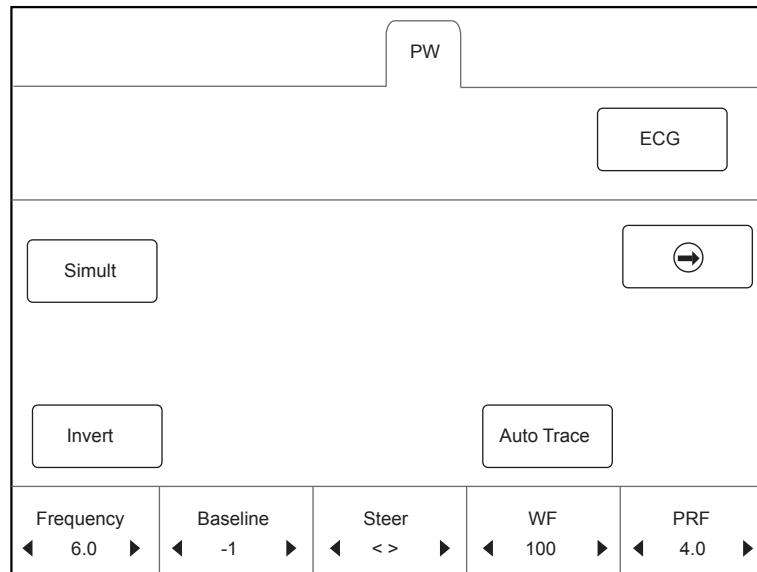 PW
ECG
Simult
Invert
Auto Trace
Frequency Baseline Steer WF PRF
6.0 -1 < > 100 4.0